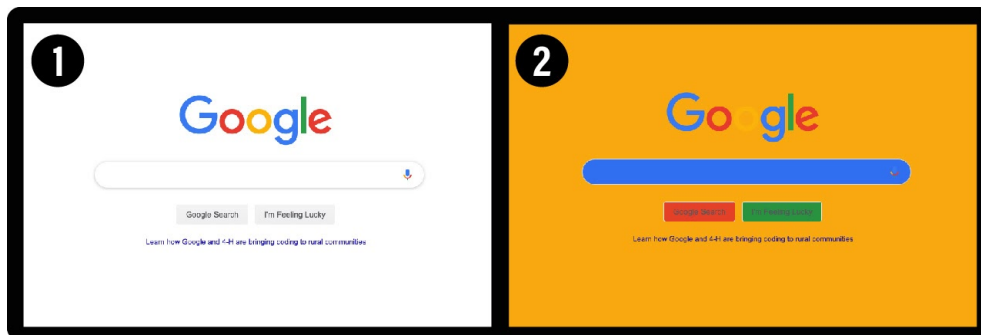 1
Google
Google Search
I'm Feeling Lucky
Learn how Google and 4-H are bringing coding to rural communities
2
Google
Google Search
I'm Feeling Lucky
Learn how Google and 4-H are bringing coding to rural communities